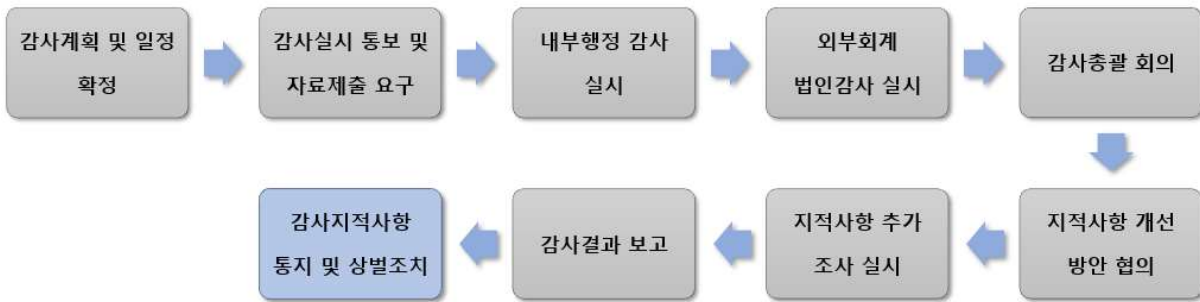 감사계획 및 일정
확정
감사실시 통보 및
자료제출 요구
내부행정 감사
실시
외부회계
법인감사 실시
감사총괄 회의
지적사항 개선
방안 협의
지적사항 추가
조사 실시
감사결과 보고
감사지적사항
통지 및 상벌조치